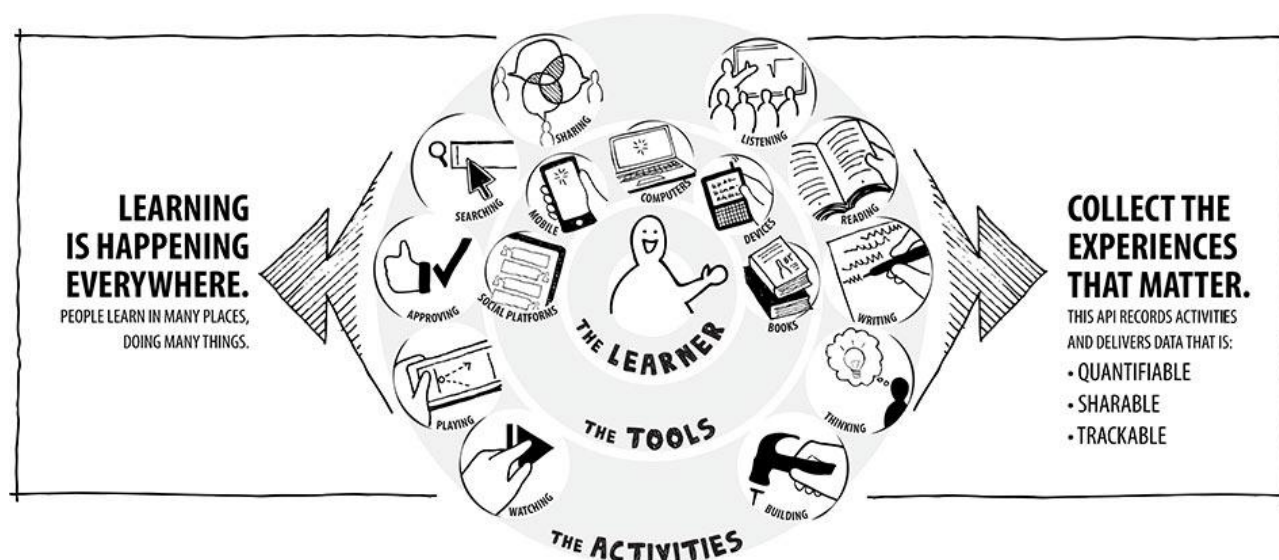 LEARNING
IS HAPPENING
EVERYWHERE.
PEOPLE LEARN IN MANY PLACES,
DOING MANY THINGS.
SHARING
LISTENING
SEARCHING
MOBILE
COMPUTERS
DEVICES
READING
APPROVING
SOCIAL PLATFORMS
BOOKS
WRITING
THE LEARNER
PLAYING
THINKING
THE TOOLS
WATCHING
BUILDING
THE ACTIVITIES
COLLECT THE
EXPERIENCES
THAT MATTER.
THIS API RECORDS ACTIVITIES
AND DELIVERS DATA THAT IS:
• QUANTIFIABLE
• SHARABLE
• TRACKABLE